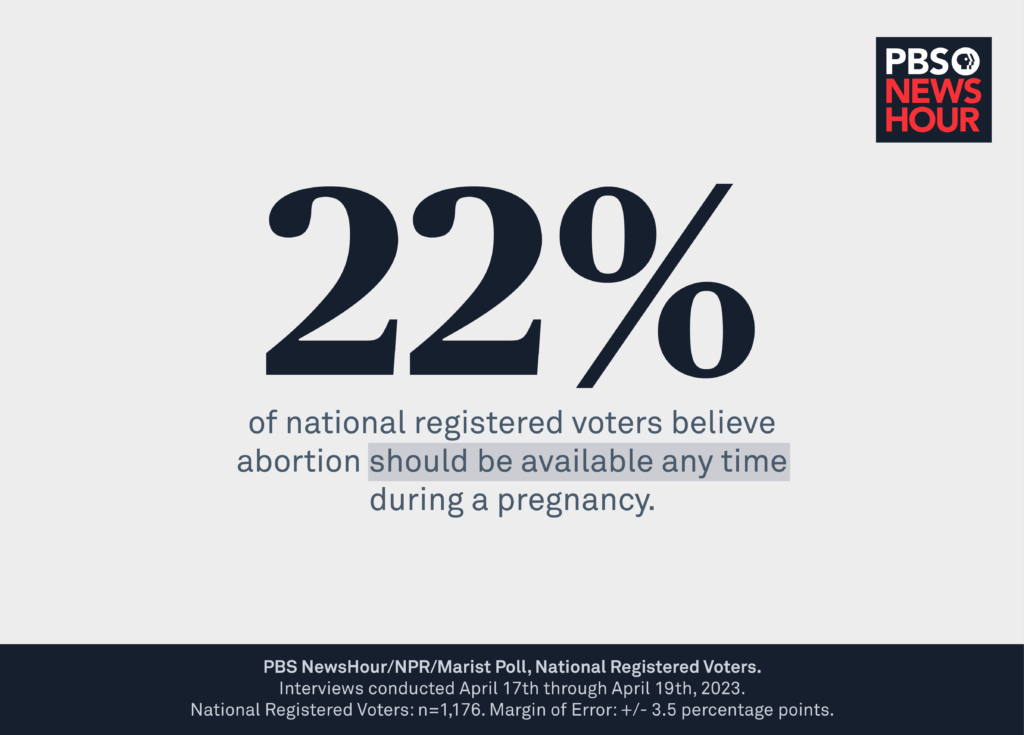 PBS
NEWS
HOUR
22%
of national registered voters believe
abortion should be available any time
during a pregnancy.
PBS NewsHour/NPR/Marist Poll, National Registered Voters.
Interviews conducted April 17th through April 19th, 2023.
National Registered Voters: n=1,176. Margin of Error: +/- 3.5 percentage points.